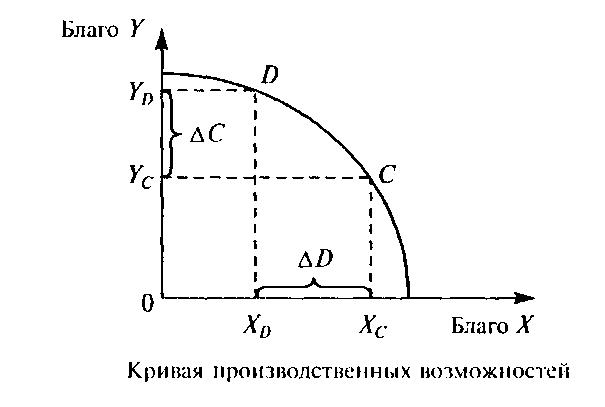 Благо Y
D
Y_D
ΔC
Y_C
C
ΔD
0
X_D
X_C
Благо X
Кривая производственных возможностей